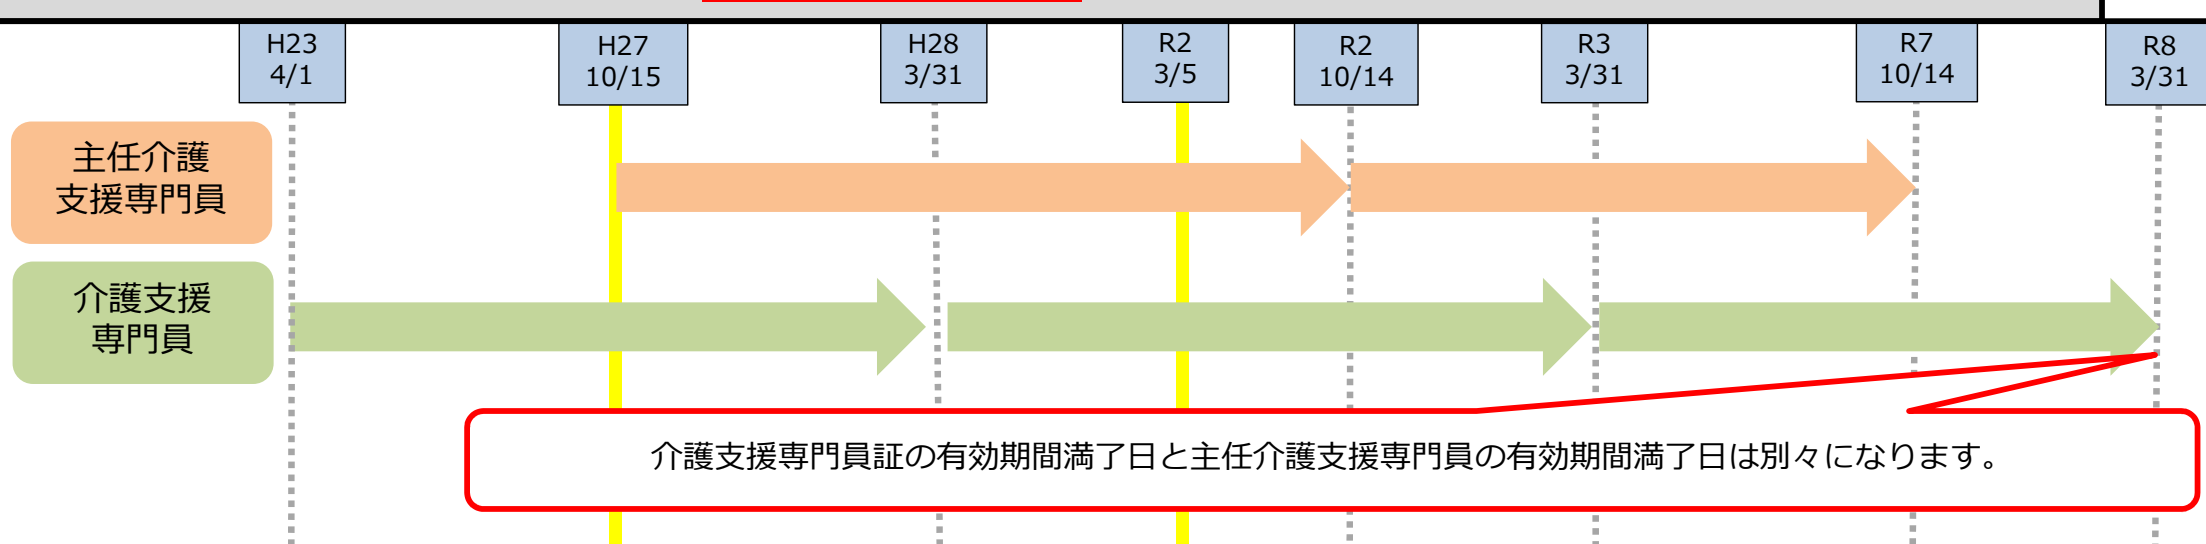 H23
4/1
H27
10/15
H28
3/31
R2
3/5
R2
10/14
R3
3/31
R7
10/14
R8
3/31
主任介護
支援専門員
介護支援
専門員
介護支援専門員証の有効期間満了日と主任介護支援専門員の有効期間満了日は別々になります。